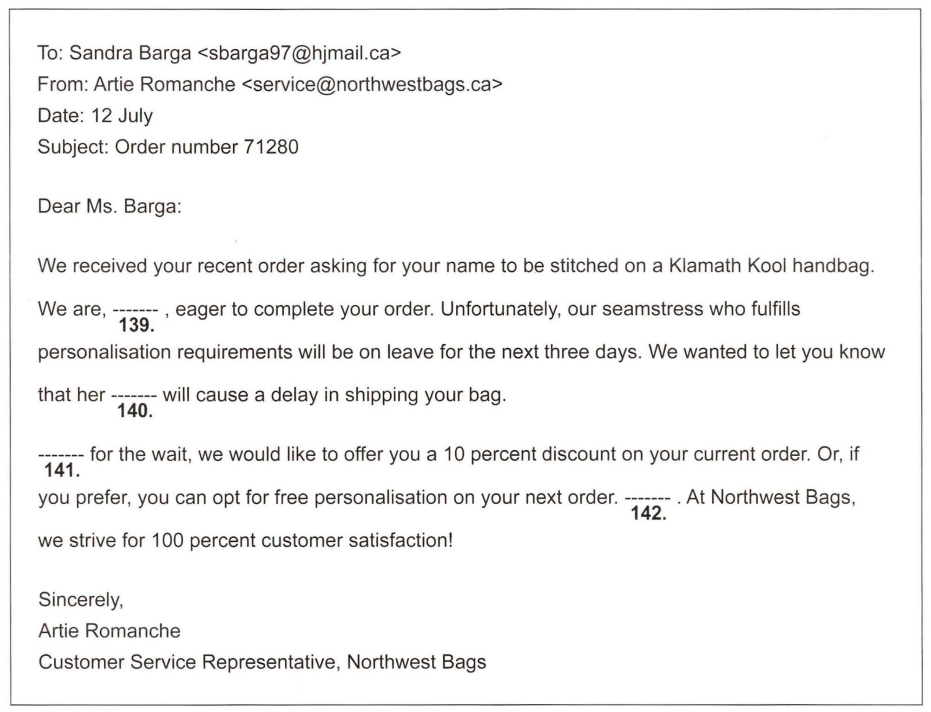 To: Sandra Barga <sbarga97@hjmail.ca>
From: Artie Romanche <service@northwestbags.ca>
Date: 12 July
Subject: Order number 71280
Dear Ms. Barga:
We received your recent order asking for your name to be stitched on a Klamath Kool handbag.
We are, ------- , eager to complete your order. Unfortunately, our seamstress who fulfills
139.
personalisation requirements will be on leave for the next three days. We wanted to let you know
that her ------- will cause a delay in shipping your bag.
140.
------- for the wait, we would like to offer you a 10 percent discount on your current order. Or, if
141.
you prefer, you can opt for free personalisation on your next order. ------- . At Northwest Bags,
142.
we strive for 100 percent customer satisfaction!
Sincerely,
Artie Romanche
Customer Service Representative, Northwest Bags